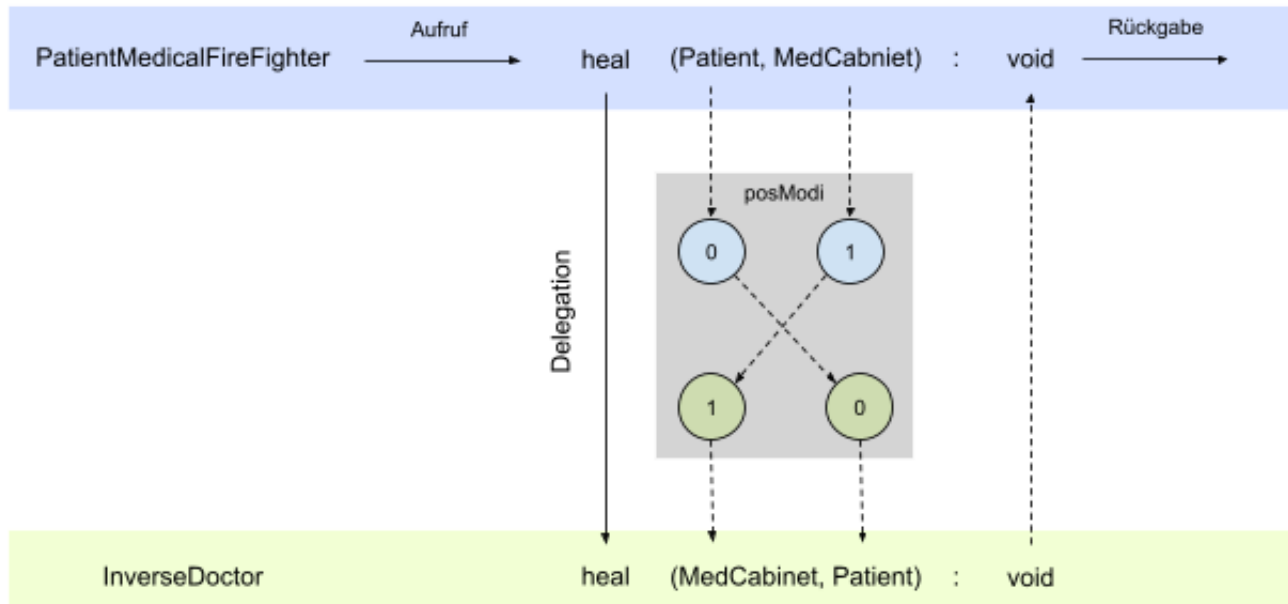 Aufruf
Rückgabe
PatientMedicalFireFighter heal (Patient, MedCabniet) : void
posModi
0 1
Delegation
1 0
InverseDoctor heal (MedCabinet, Patient) : void